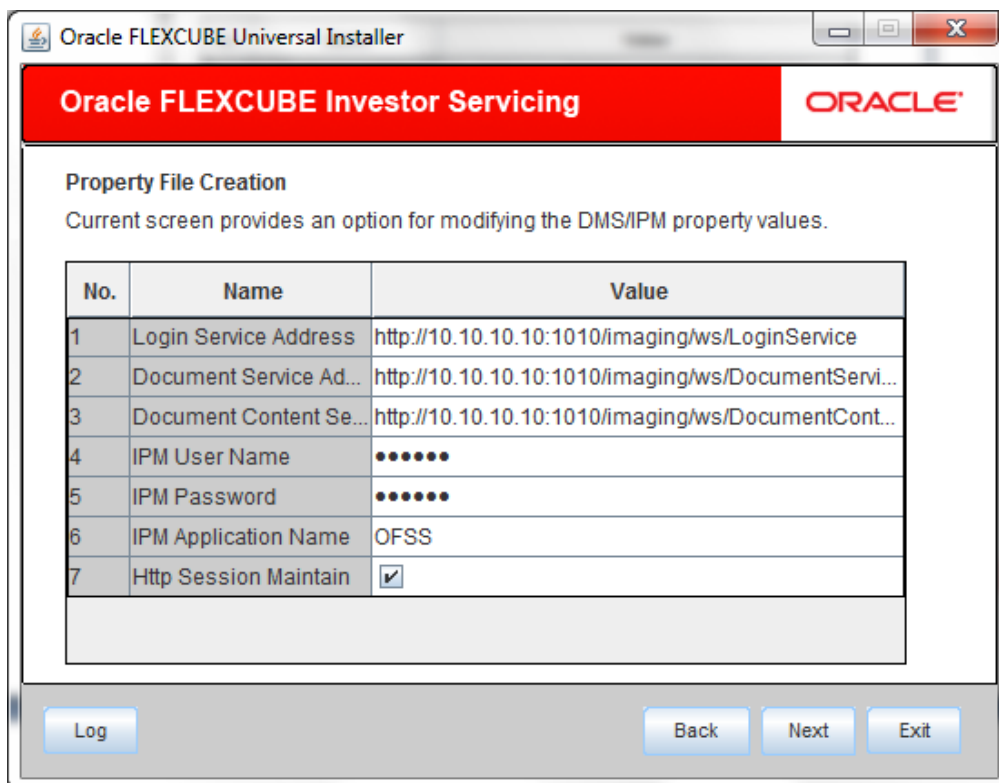 Oracle FLEXCUBE Universal Installer
Oracle FLEXCUBE Investor Servicing
ORACLE®
Property File Creation
Current screen provides an option for modifying the DMS/IPM property values.
No. Name Value
1 Login Service Address http://10.10.10.10:1010/imaging/ws/LoginService
2 Document Service Ad... http://10.10.10.10:1010/imaging/ws/DocumentServi...
3 Document Content Se... http://10.10.10.10:1010/imaging/ws/DocumentCont...
4 IPM User Name ••••••
5 IPM Password ••••••
6 IPM Application Name OFSS
7 Http Session Maintain
Log Back Next Exit